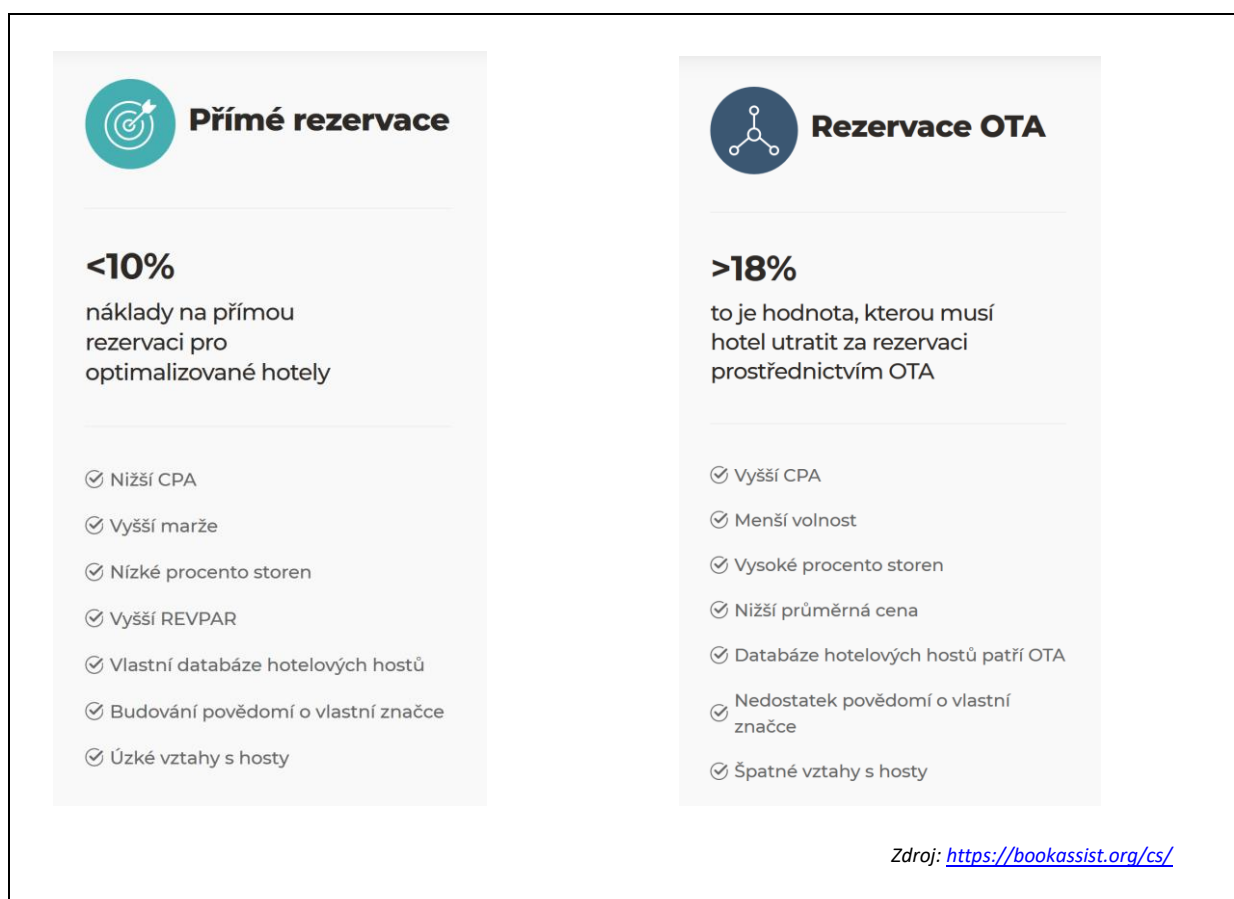 Přímé rezervace
<10%
náklady na přímou
rezervaci pro
optimalizované hotely
Nižší CPA
Vyšší marže
Nízké procento storen
Vyšší REVPAR
Vlastní databáze hotelových hostů
Budování povědomí o vlastní značce
Úzké vztahy s hosty
Rezervace OTA
>18%
to je hodnota, kterou musí
hotel utratit za rezervaci
prostřednictvím OTA
Vyšší CPA
Menší volnost
Vysoké procento storen
Nižší průměrná cena
Databáze hotelových hostů patří OTA
Nedostatek povědomí o vlastní
značce
Špatné vztahy s hosty
Zdroj: https://bookassist.org/cs/